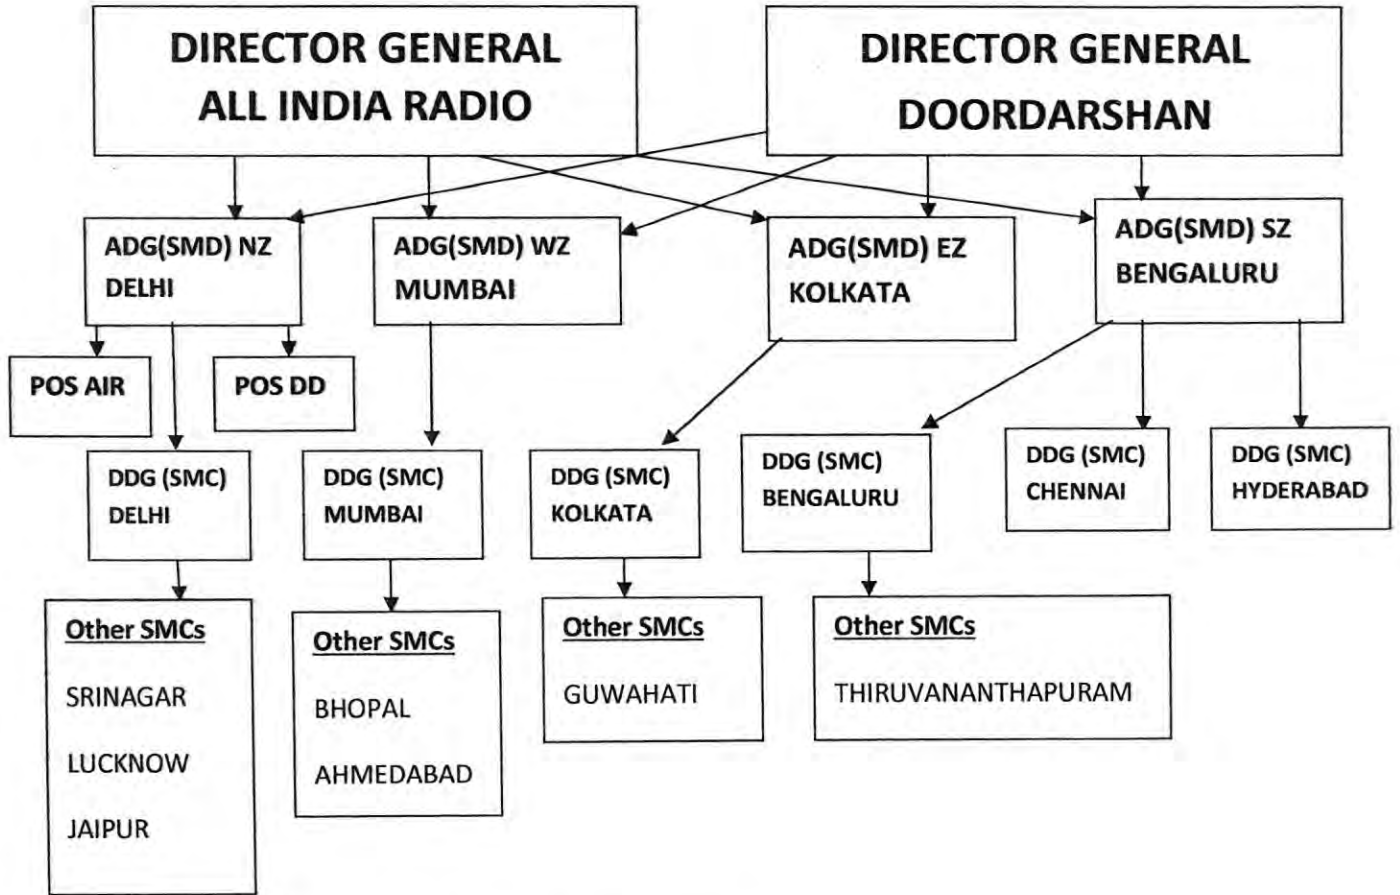 DIRECTOR GENERAL
ALL INDIA RADIO
DIRECTOR GENERAL
DOORDARSHAN
ADG(SMD) NZ
DELHI
ADG(SMD) WZ
MUMBAI
ADG(SMD) EZ
KOLKATA
ADG(SMD) SZ
BENGALURU
POS AIR
POS DD
DDG (SMC)
DELHI
DDG (SMC)
MUMBAI
DDG (SMC)
KOLKATA
DDG (SMC)
BENGALURU
DDG (SMC)
CHENNAI
DDG (SMC)
HYDERABAD
Other SMCs
SRINAGAR
LUCKNOW
JAIPUR
Other SMCs
BHOPAL
AHMEDABAD
Other SMCs
GUWAHATI
Other SMCs
THIRUVANANTHAPURAM